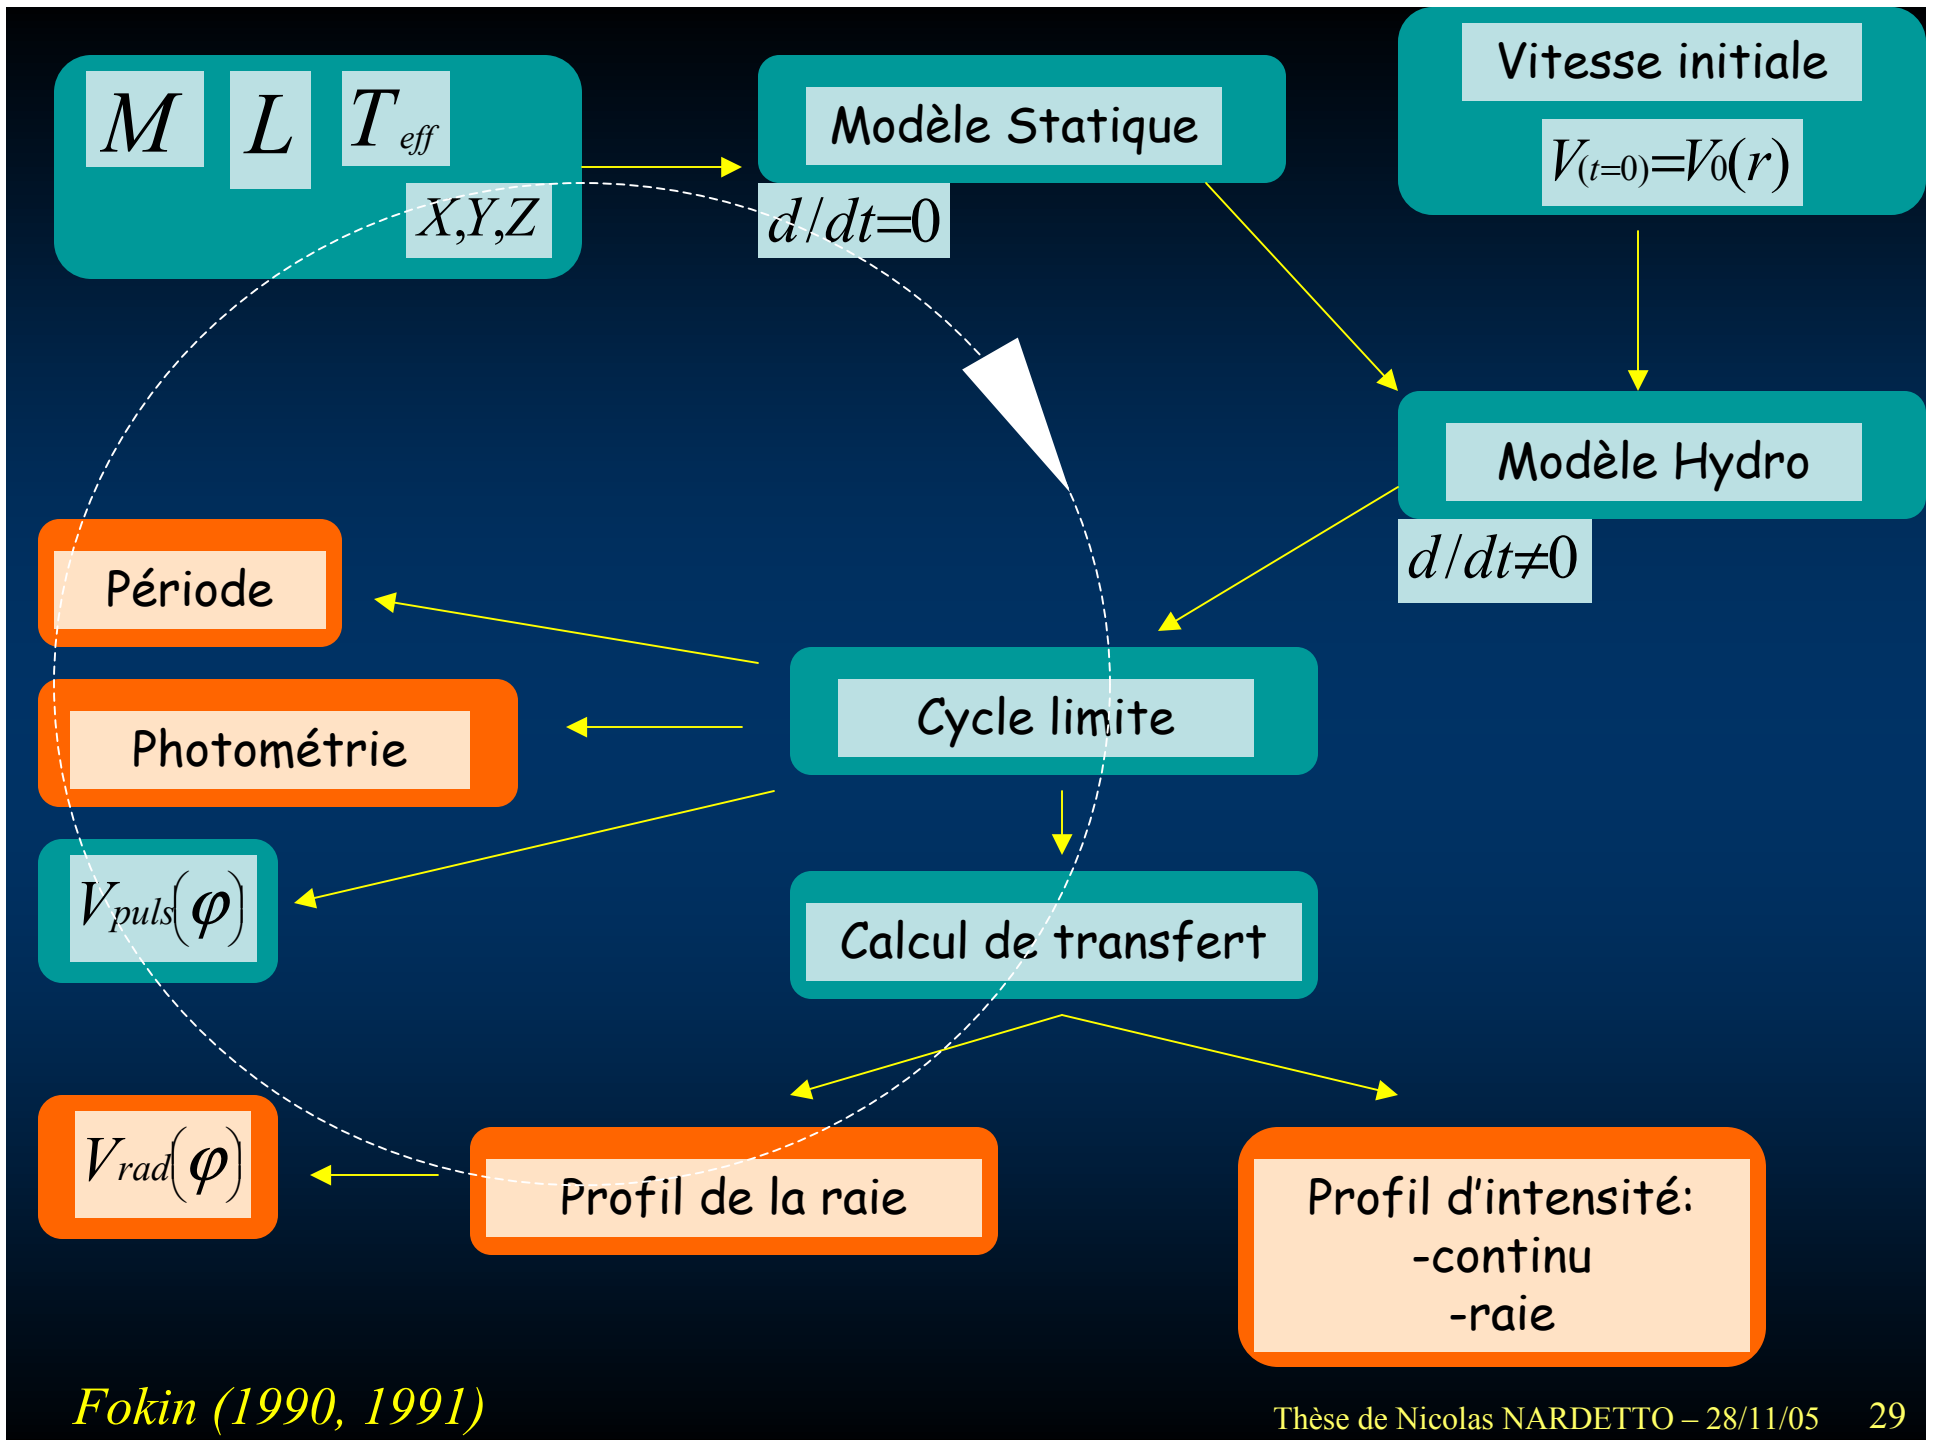 M L T eff
X,Y,Z
Modèle Statique
d/dt=0
Vitesse initiale
V(t=0)=V0(r)
Modèle Hydro
d/dt≠0
Période
Photométrie
Cycle limite
Vpuls(φ)
Calcul de transfert
Vrad(φ)
Profil de la raie
Profil d'intensité:
-continu
-raie
Fokin (1990, 1991)
Thèse de Nicolas NARDETTO – 28/11/05 29